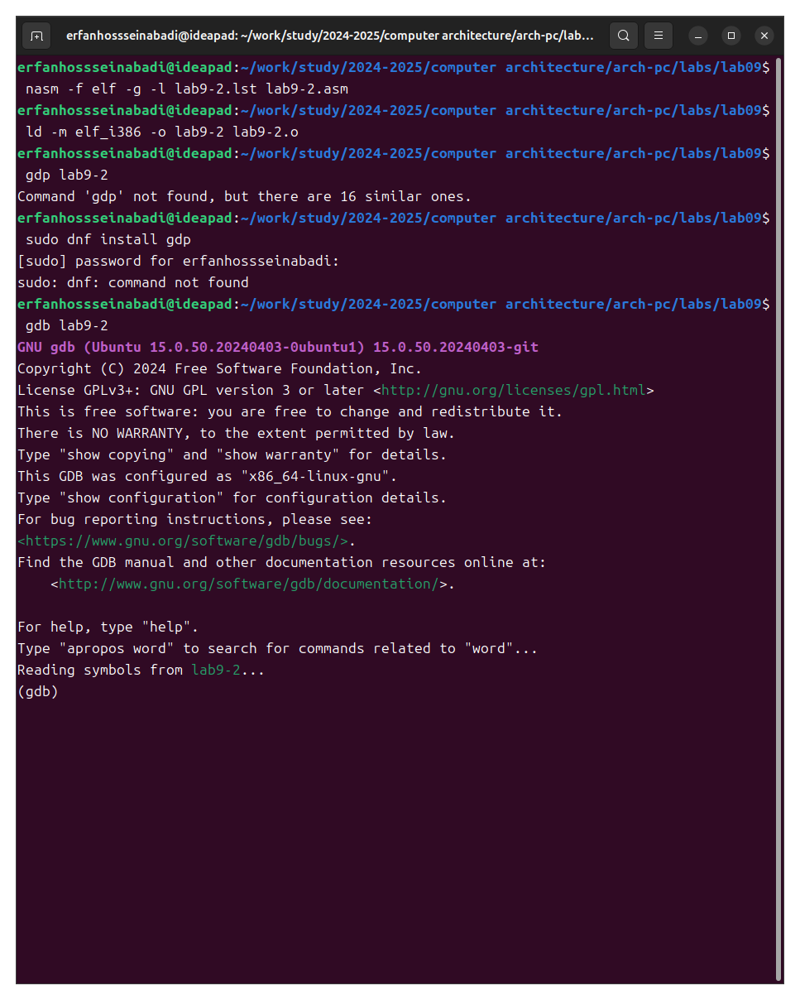 erfanhossseinabadi@ideapad: ~/work/study/2024-2025/computer architecture/arch-pc/lab...
erfanhossseinabadi@ideapad:~/work/study/2024-2025/computer architecture/arch-pc/labs/lab09$
nasm -f elf -g -l lab9-2.lst lab9-2.asm
erfanhossseinabadi@ideapad:~/work/study/2024-2025/computer architecture/arch-pc/labs/lab09$
ld -m elf_i386 -o lab9-2 lab9-2.o
erfanhossseinabadi@ideapad:~/work/study/2024-2025/computer architecture/arch-pc/labs/lab09$
gdp lab9-2
Command 'gdp' not found, but there are 16 similar ones.
erfanhossseinabadi@ideapad:~/work/study/2024-2025/computer architecture/arch-pc/labs/lab09$
sudo dnf install gdp
[sudo] password for erfanhossseinabadi:
sudo: dnf: command not found
erfanhossseinabadi@ideapad:~/work/study/2024-2025/computer architecture/arch-pc/labs/lab09$
gdb lab9-2
GNU gdb (Ubuntu 15.0.50.20240403-0ubuntu1) 15.0.50.20240403-git
Copyright (C) 2024 Free Software Foundation, Inc.
License GPLv3+: GNU GPL version 3 or later <http://gnu.org/licenses/gpl.html>
This is free software: you are free to change and redistribute it.
There is NO WARRANTY, to the extent permitted by law.
Type "show copying" and "show warranty" for details.
This GDB was configured as "x86_64-linux-gnu".
Type "show configuration" for configuration details.
For bug reporting instructions, please see:
<https://www.gnu.org/software/gdb/bugs/>.
Find the GDB manual and other documentation resources online at:
<http://www.gnu.org/software/gdb/documentation/>.
For help, type "help".
Type "apropos word" to search for commands related to "word"...
Reading symbols from lab9-2...
(gdb)